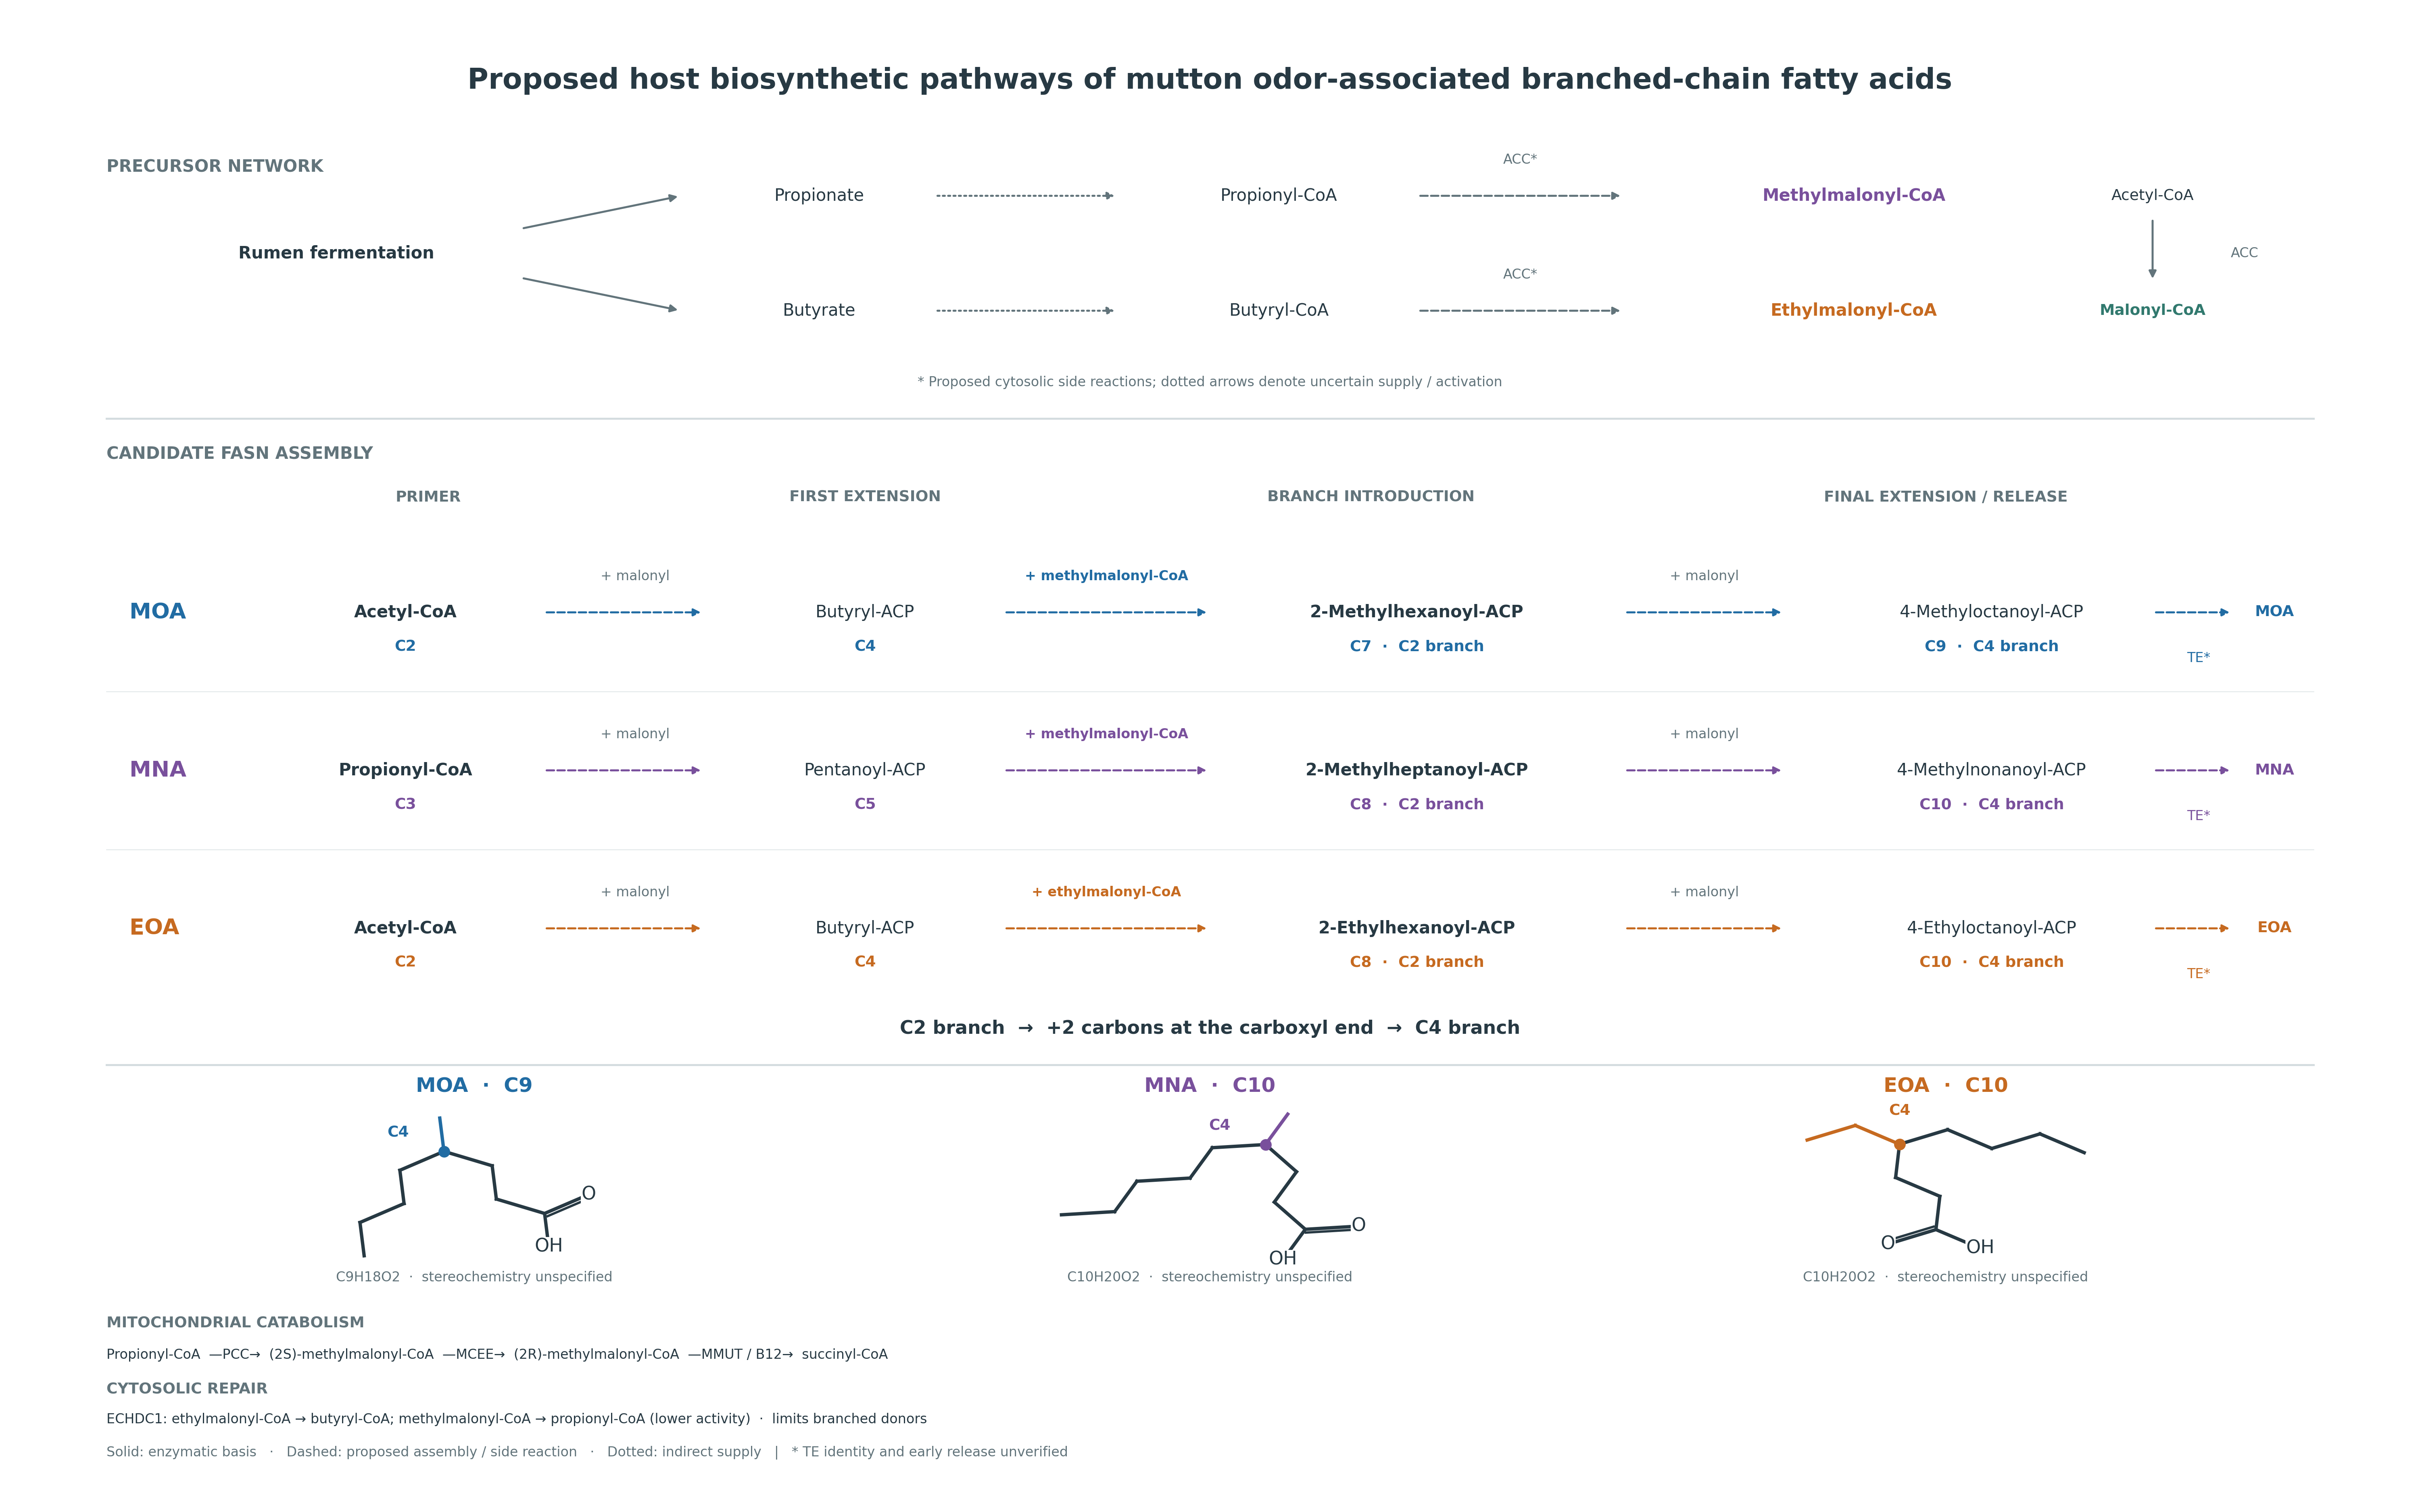 Proposed host biosynthetic pathways of mutton odor-associated branched-chain fatty acids
PRECURSOR NETWORK
ACC*
Propionate
Propionyl-CoA
Methylmalonyl-CoA
Acetyl-CoA
Rumen fermentation
ACC
ACC*
Butyrate
Butyryl-CoA
Ethylmalonyl-CoA
Malonyl-CoA
* Proposed cytosolic side reactions; dotted arrows denote uncertain supply / activation
CANDIDATE FASN ASSEMBLY
PRIMER
FIRST EXTENSION
BRANCH INTRODUCTION
FINAL EXTENSION / RELEASE
+ malonyl
+ methylmalonyl-CoA
+ malonyl
MOA
Acetyl-CoA
Butyryl-ACP
2-Methylhexanoyl-ACP
4-Methyloctanoyl-ACP
MOA
C2
C4
C7 · C2 branch
C9 · C4 branch
TE*
+ malonyl
+ methylmalonyl-CoA
+ malonyl
MNA
Propionyl-CoA
Pentanoyl-ACP
2-Methylheptanoyl-ACP
4-Methylnonanoyl-ACP
MNA
C3
C5
C8 · C2 branch
C10 · C4 branch
TE*
+ malonyl
+ ethylmalonyl-CoA
+ malonyl
EOA
Acetyl-CoA
Butyryl-ACP
2-Ethylhexanoyl-ACP
4-Ethyloctanoyl-ACP
EOA
C2
C4
C8 · C2 branch
C10 · C4 branch
TE*
C2 branch → +2 carbons at the carboxyl end → C4 branch
MOA · C9
C4
O
OH
C9H18O2 · stereochemistry unspecified
MNA · C10
C4
O
OH
C10H20O2 · stereochemistry unspecified
EOA · C10
C4
O
OH
C10H20O2 · stereochemistry unspecified
MITOCHONDRIAL CATABOLISM
Propionyl-CoA —PCC→ (2S)-methylmalonyl-CoA —MCEE→ (2R)-methylmalonyl-CoA —MMUT / B12→ succinyl-CoA
CYTOSOLIC REPAIR
ECHDC1: ethylmalonyl-CoA → butyryl-CoA; methylmalonyl-CoA → propionyl-CoA (lower activity) · limits branched donors
Solid: enzymatic basis · Dashed: proposed assembly / side reaction · Dotted: indirect supply | * TE identity and early release unverified